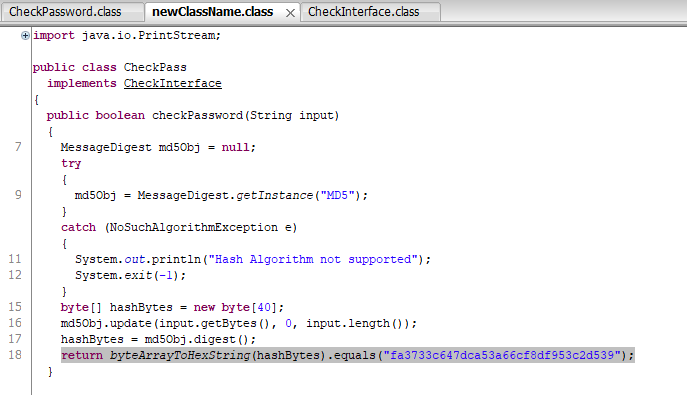 CheckPassword.class newClassName.class CheckInterface.class
import java.io.PrintStream;
public class CheckPass
implements CheckInterface
{
public boolean checkPassword(String input)
{
7 MessageDigest md5Obj = null;
try
{
9 md5Obj = MessageDigest.getInstance("MD5");
}
catch (NoSuchAlgorithmException e)
{
11 System.out.println("Hash Algorithm not supported");
12 System.exit(-1);
}
15 byte[] hashBytes = new byte[40];
16 md5Obj.update(input.getBytes(), 0, input.length());
17 hashBytes = md5Obj.digest();
18 return byteArrayToHexString(hashBytes).equals("fa3733c647dca53a66cf8df953c2d539");
}